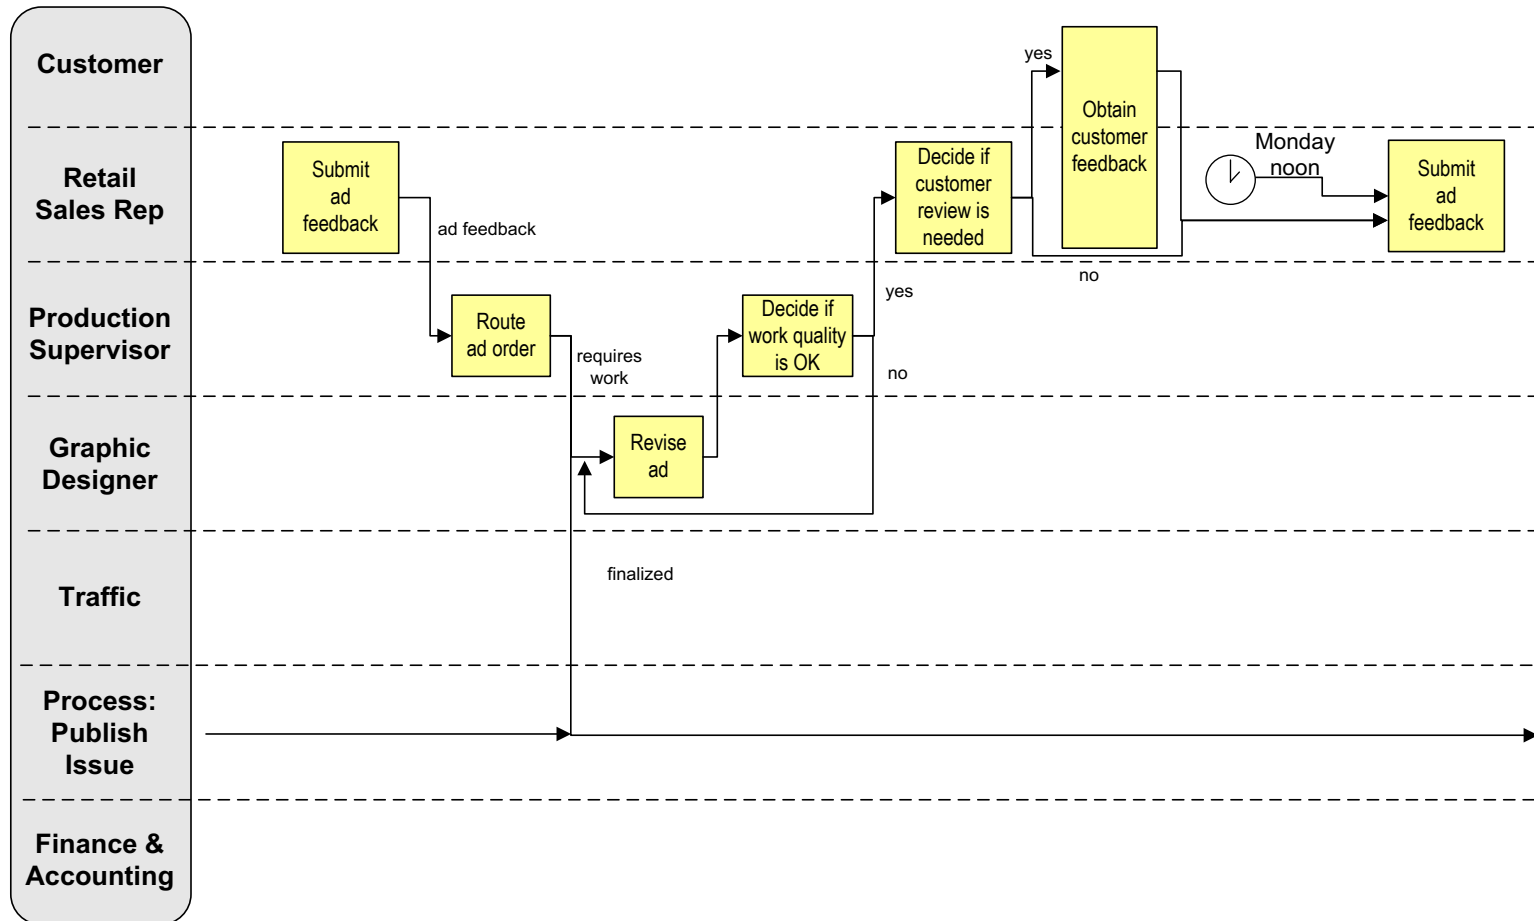 Customer
Retail
Sales Rep
Production
Supervisor
Graphic
Designer
Traffic
Process:
Publish
Issue
Finance &
Accounting
Submit
ad
feedback
ad feedback
Route
ad order
requires
work
Revise
ad
finalized
Decide if
work quality
is OK
yes
no
Decide if
customer
review is
needed
yes
no
Obtain
customer
feedback
Monday
noon
Submit
ad
feedback